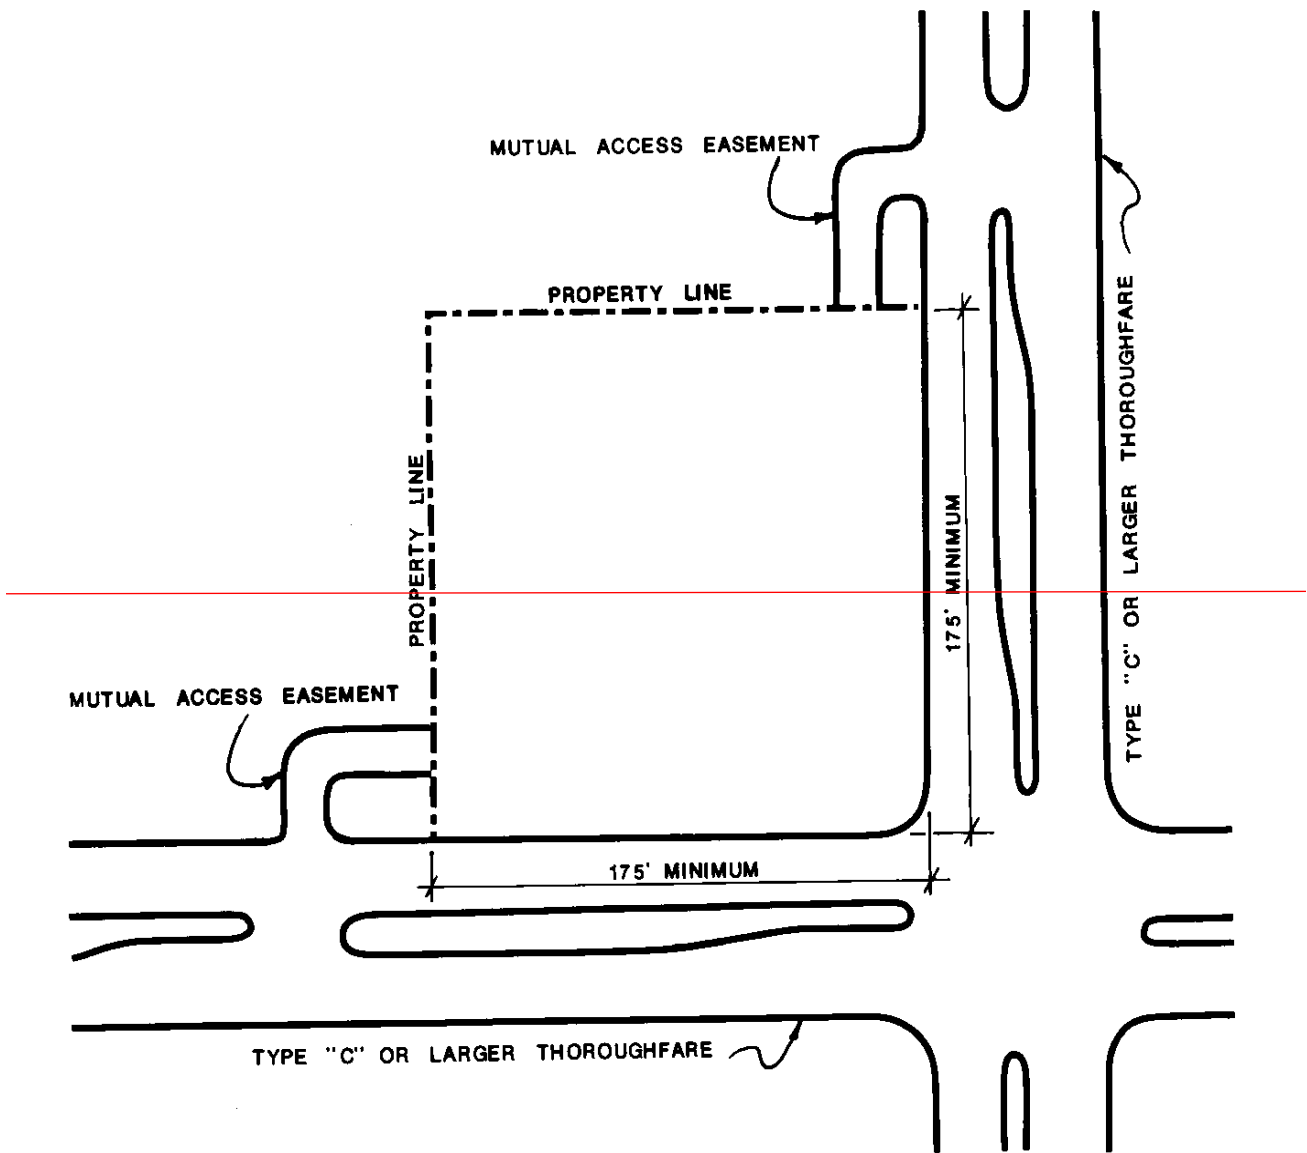 MUTUAL ACCESS EASEMENT
PROPERTY LINE
TYPE "C" OR LARGER THOROUGHFARE
PROPERTY LINE
175' MINIMUM
MUTUAL ACCESS EASEMENT
175' MINIMUM
TYPE "C" OR LARGER THOROUGHFARE